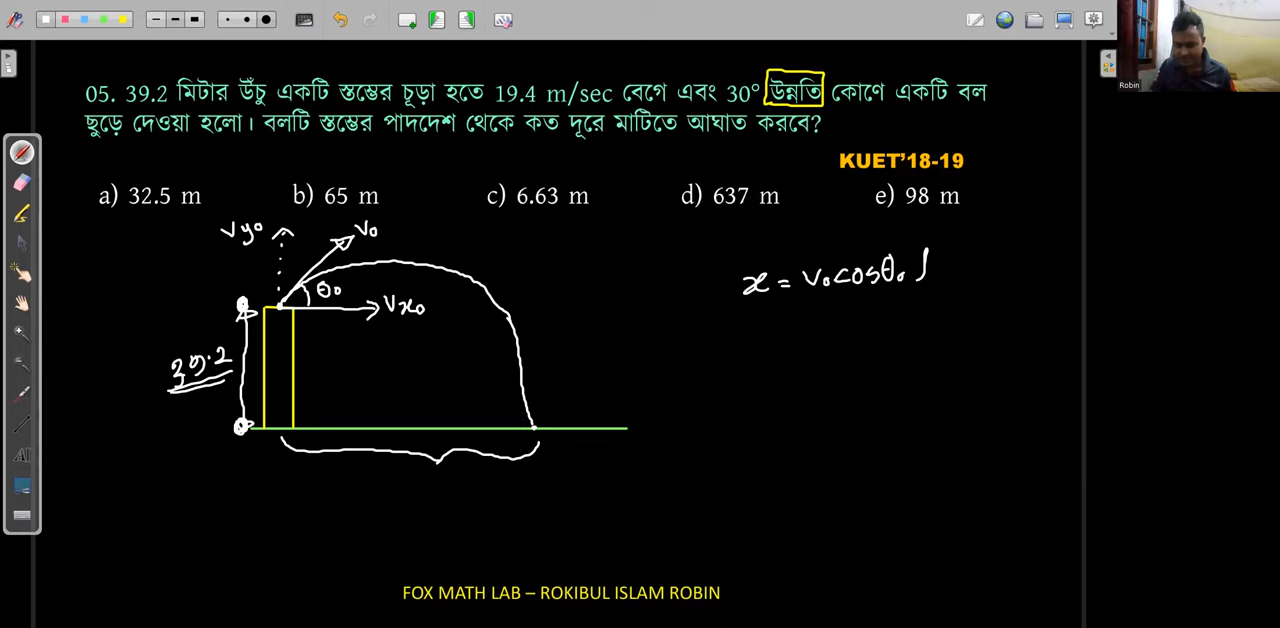 05. 39.2 মিটার উঁচু একটি স্তম্ভের চূড়া হতে 19.4 m/sec বেগে এবং 30° উন্নতি কোণে একটি বল
ছুড়ে দেওয়া হলো। বলটি স্তম্ভের পাদদেশ থেকে কত দূরে মাটিতে আঘাত করবে?
KUET’18-19
a) 32.5 m b) 65 m c) 6.63 m d) 637 m e) 98 m
Vy0 V0
θ0 Vx0
39.2
x = v0 cosθ0
FOX MATH LAB – ROKIBUL ISLAM ROBIN
Robin